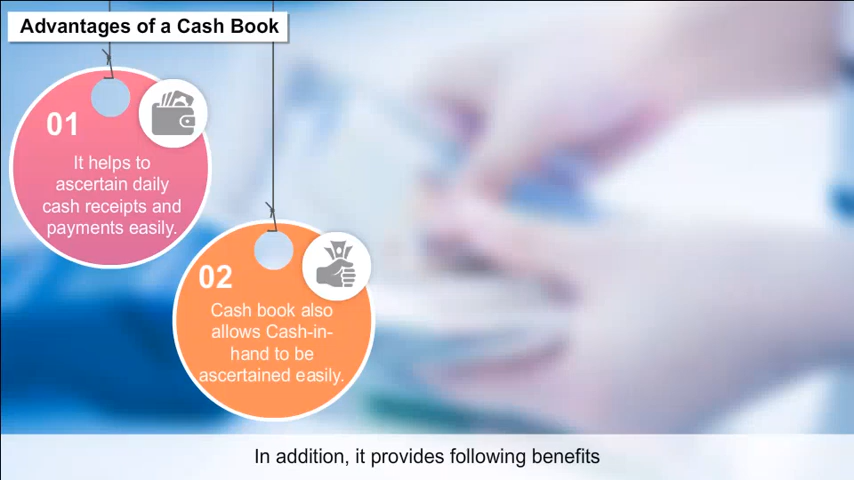 Advantages of a Cash Book
01
It helps to
ascertain daily
cash receipts and
payments easily.
02
Cash book also
allows Cash-in-
hand to be
ascertained easily.
In addition, it provides following benefits